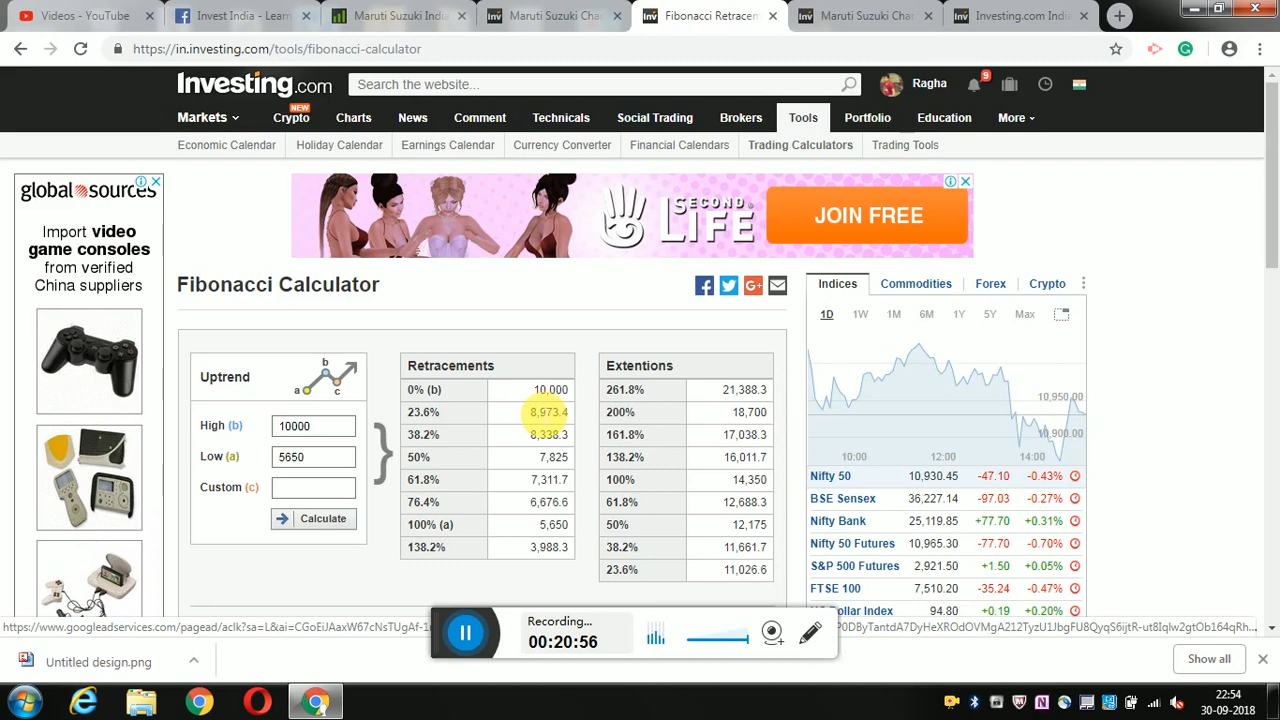 Videos - YouTube
Invest India - Lear
Maruti Suzuki Indi
Maruti Suzuki Cha
Fibonacci Retracem
Maruti Suzuki Cha
Investing.com Indi
https://in.investing.com/tools/fibonacci-calculator
Investing.com
Search the website...
Ragha
9
NEW
Markets
Crypto
Charts
News
Comment
Technicals
Social Trading
Brokers
Tools
Portfolio
Education
More
Economic Calendar
Holiday Calendar
Earnings Calendar
Currency Converter
Financial Calendars
Trading Calculators
Trading Tools
global sources
Import video
game consoles
from verified
China suppliers
SECOND
LIFE
JOIN FREE
Fibonacci Calculator
Uptrend
b
a
c
High (b) 10000
Low (a) 5650
Custom (c)
Calculate
Retracements
0% (b) 10,000
23.6% 8,973.4
38.2% 8,338.3
50% 7,825
61.8% 7,311.7
76.4% 6,676.6
100% (a) 5,650
138.2% 3,988.3
Extentions
261.8% 21,388.3
200% 18,700
161.8% 17,038.3
138.2% 16,011.7
100% 14,350
61.8% 12,688.3
50% 12,175
38.2% 11,661.7
23.6% 11,026.6
Indices
Commodities
Forex
Crypto
1D
1W
1M
6M
1Y
5Y
Max
10,950.00
10,900.00
10:00
12:00
14:00
Nifty 50 10,930.45 -47.10 -0.43%
BSE Sensex 36,227.14 -97.03 -0.27%
Nifty Bank 25,119.85 +77.70 +0.31%
Nifty 50 Futures 10,965.30 -77.70 -0.70%
S&P 500 Futures 2,921.50 +1.50 +0.05%
FTSE 100 7,510.20 -35.24 -0.47%
Dollar Index 94.80 +0.19 +0.20%
Recording...
00:20:56
Untitled design.png
Show all
22:54
30-09-2018